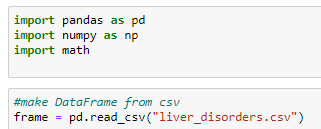 import pandas as pd
import numpy as np
import math
#make DataFrame from csv
frame = pd.read_csv("liver_disorders.csv")